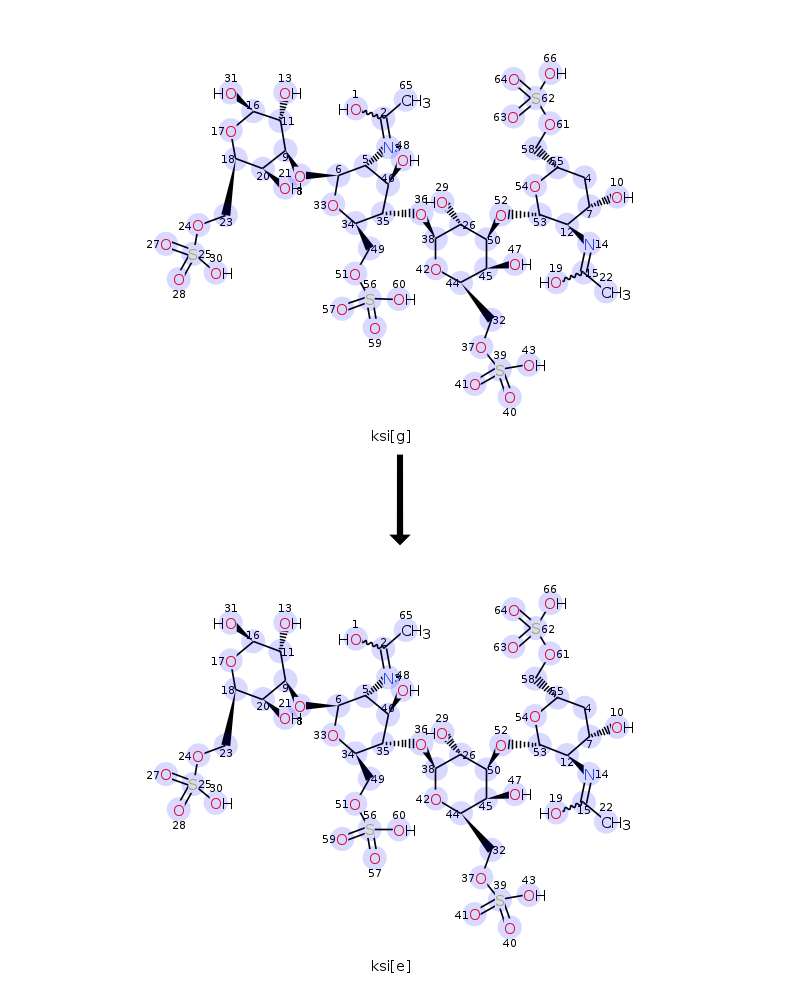 66
OH
31 13 65 64 O
HO OH 1 CH3 S 62
16 HO 63 O O 61
17 O 11 2
9 5 N 48 58 55
18 20 21 O 6 46 OH 54 O 4 10
OH 8 29 52 7 OH
24 O 23 33 O 34 35 36 O HO 26 O 53 12
27 O S 25 30 49 38 50 47 N 14
O OH 51 O 42 O 45 OH 19 HO 15 22
28 56 60 44 CH3
57 O S OH 32
O 37 O 39 43
59 41 O S OH
O
40
ksi[g]
66
OH
31 13 65 64 O
HO OH 1 CH3 S 62
16 HO 63 O O 61
17 O 11 2
9 5 N 48 58 55
18 20 21 O 6 46 OH 54 O 4 10
OH 8 29 52 7 OH
24 O 23 33 O 34 35 36 O HO 26 O 53 12
27 O S 25 30 49 38 50 47 N 14
O OH 51 O 42 O 45 OH 19 HO 15 22
28 56 60 44 CH3
59 O S OH 32
O 37 O 39 43
57 41 O S OH
O
40
ksi[e]